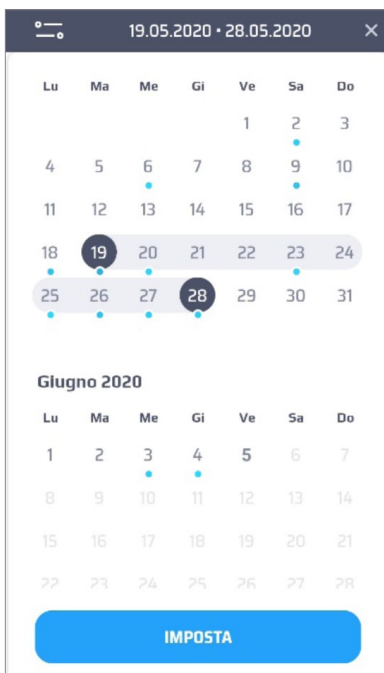 19.05.2020 • 28.05.2020 ×
Lu Ma Me Gi Ve Sa Do
1 2 3
4 5 6 7 8 9 10
11 12 13 14 15 16 17
18 19 20 21 22 23 24
25 26 27 28 29 30 31
Giugno 2020
Lu Ma Me Gi Ve Sa Do
1 2 3 4 5 6 7
8 9 10 11 12 13 14
15 16 17 18 19 20 21
22 23 24 25 26 27 28
IMPOSTA